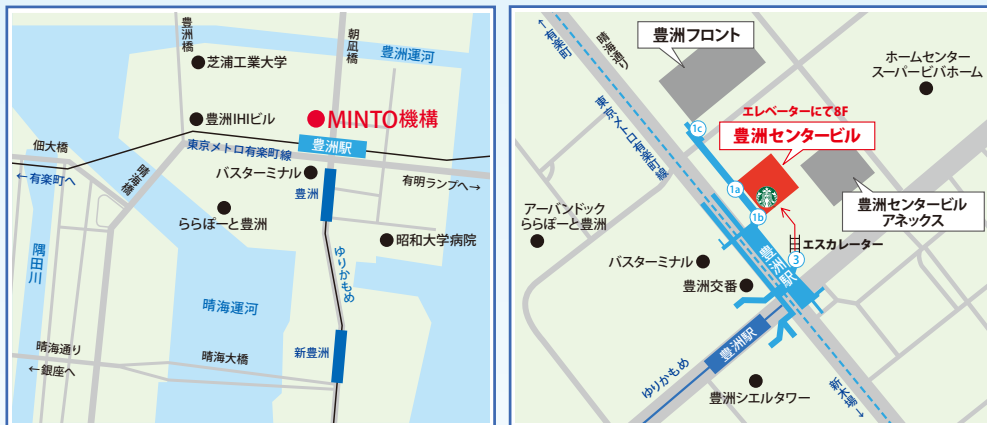 豊洲橋
朝凪橋
豊洲運河
芝浦工業大学
豊洲IHIビル
MINTO機構
佃大橋
豊洲駅
東京メトロ有楽町線
←有楽町へ
晴海橋
バスターミナル
有明ランプへ→
豊洲
ららぽーと豊洲
昭和大学病院
隅田川
ゆりかもめ
晴海運河
新豊洲
晴海通り
晴海大橋
←銀座へ
←有楽町
晴海通り
豊洲フロント
ホームセンター
スーパービバホーム
エレベーターにて8F
豊洲センタービル
東京メトロ有楽町線
1c
1a
1b
豊洲センタービル
アネックス
アーバンドック
ららぽーと豊洲
エスカレーター
3
豊洲駅
バスターミナル
豊洲交番
豊洲駅
ゆりかもめ
新木場→
豊洲シエルタワー